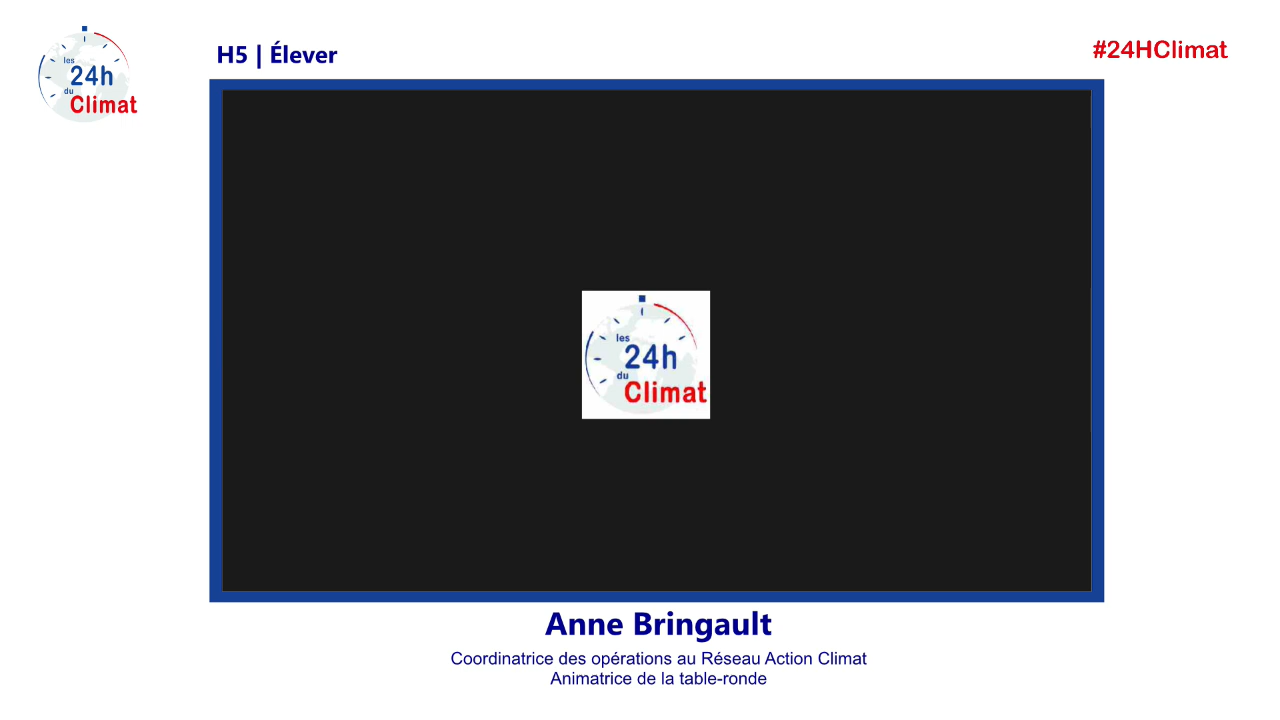 les
24h
du
Climat
H5 | Élever
#24HClimat
les
24h
du
Climat
Anne Bringault
Coordinatrice des opérations au Réseau Action Climat
Animatrice de la table-ronde